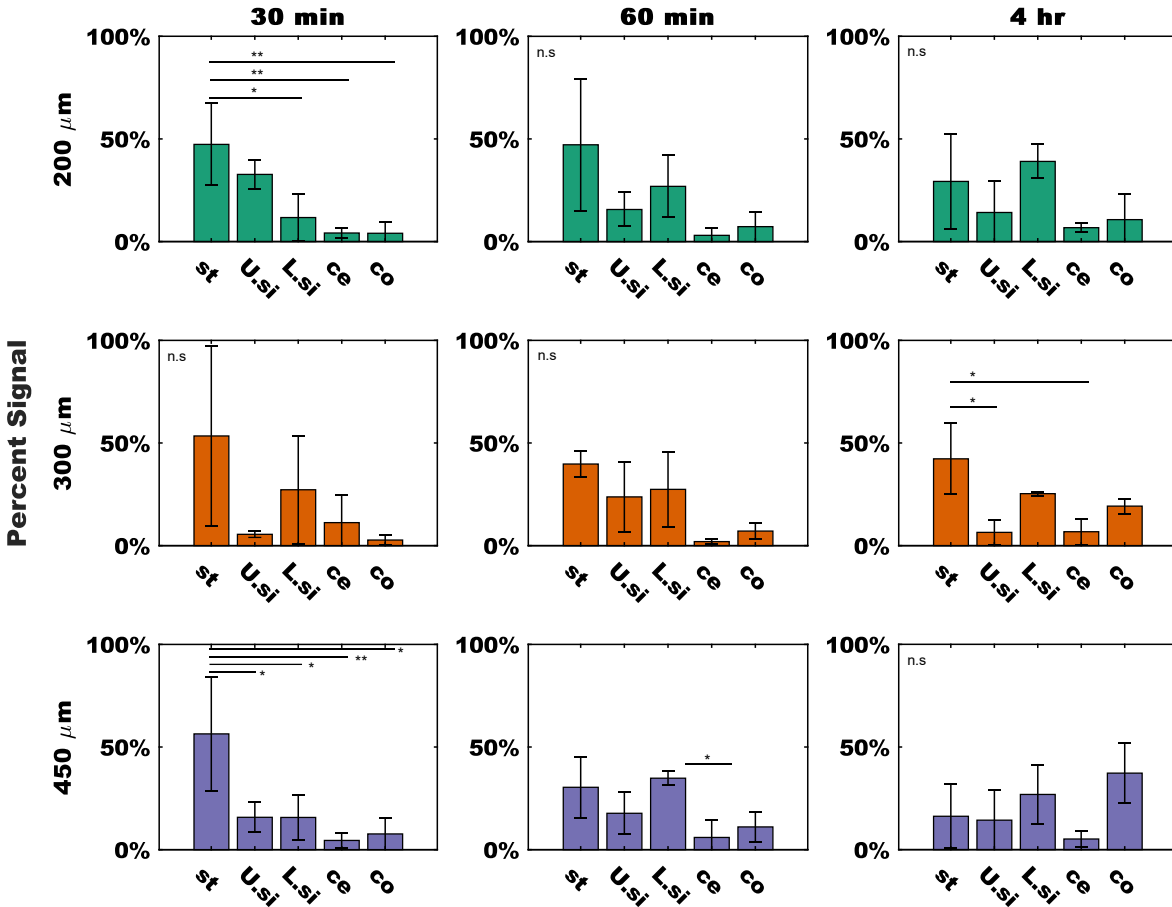 30 min
60 min
4 hr
Percent Signal
200 μm
100%
50%
0%
**
**
*
st
U.si
L.si
ce
co
100%
50%
0%
n.s
st
U.si
L.si
ce
co
100%
50%
0%
n.s
st
U.si
L.si
ce
co
300 μm
100%
50%
0%
n.s
st
U.si
L.si
ce
co
100%
50%
0%
n.s
st
U.si
L.si
ce
co
100%
50%
0%
*
*
st
U.si
L.si
ce
co
450 μm
100%
50%
0%
*
**
*
*
st
U.si
L.si
ce
co
100%
50%
0%
*
st
U.si
L.si
ce
co
100%
50%
0%
n.s
st
U.si
L.si
ce
co